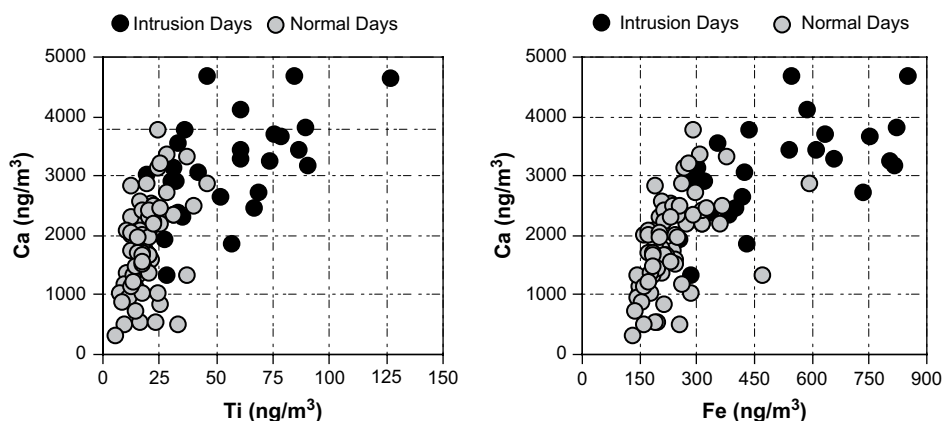 Intrusion Days Normal Days
5000
4000
3000
2000
1000
0
Ca (ng/m³)
0 25 50 75 100 125 150
Ti (ng/m³)
Intrusion Days Normal Days
5000
4000
3000
2000
1000
0
Ca (ng/m³)
0 150 300 450 600 750 900
Fe (ng/m³)